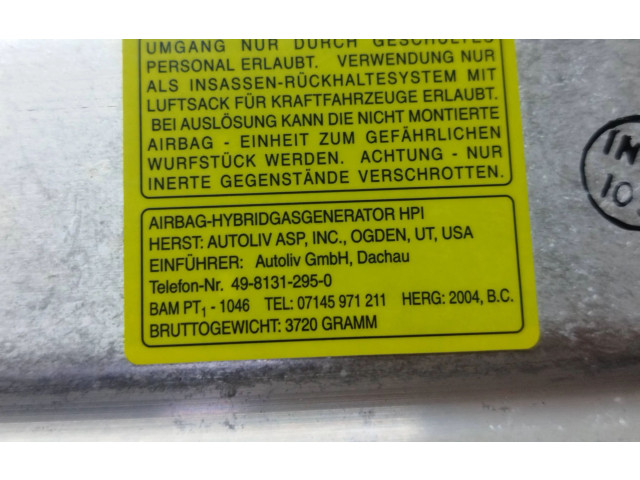 UMGANG NUR DURCH GESCHULTES
PERSONAL ERLAUBT. VERWENDUNG NUR
ALS INSASSEN-RÜCKHALTESYSTEM MIT
LUFTSACK FÜR KRAFTFAHRZEUGE ERLAUBT.
BEI AUSLÖSUNG KANN DIE NICHT MONTIERTE
AIRBAG - EINHEIT ZUM GEFÄHRLICHEN
WURFSTÜCK WERDEN. ACHTUNG - NUR
INERTE GEGENSTÄNDE VERSCHROTTEN.
AIRBAG-HYBRIDGASGENERATOR HPI
HERST: AUTOLIV ASP, INC., OGDEN, UT, USA
EINFÜHRER: Autoliv GmbH, Dachau
Telefon-Nr. 49-8131-295-0
BAM PT₁ - 1046 TEL: 07145 971 211 HERG: 2004, B.C.
BRUTTOGEWICHT: 3720 GRAMM